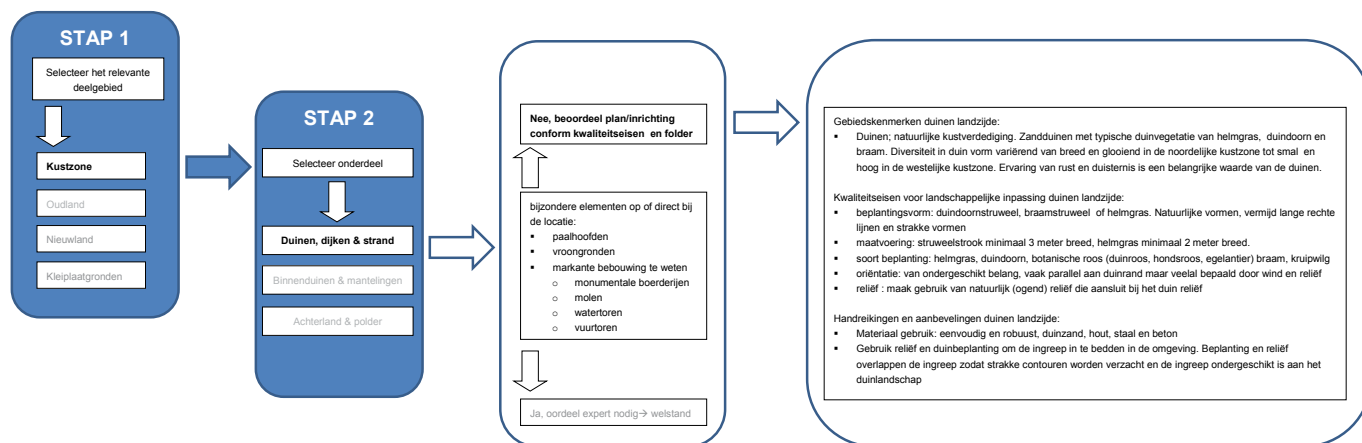 STAP 1
Selecteer het relevante
deelgebied
Kustzone
Oudland
Nieuwland
Kleiplaatgronden
STAP 2
Selecteer onderdeel
Duinen, dijken & strand
Binnenduinen & mantelingen
Achterland & polder
Nee, beoordeel plan/inrichting
conform kwaliteitseisen en folder
bijzondere elementen op of direct bij
de locatie:
▪ paalhoofden
▪ vroongronden
▪ markante bebouwing te weten
o monumentale boerderijen
o molen
o watertoren
o vuurtoren
Ja, oordeel expert nodig→ welstand
Gebiedskenmerken duinen landzijde:
▪ Duinen; natuurlijke kustverdediging. Zandduinen met typische duinvegetatie van helmgras, duindoorn en
braam. Diversiteit in duin vorm variërend van breed en glooiend in de noordelijke kustzone tot smal en
hoog in de westelijke kustzone. Ervaring van rust en duisternis is een belangrijke waarde van de duinen.
Kwaliteitseisen voor landschappelijke inpassing duinen landzijde:
▪ beplantingsvorm: duindoornstruweel, braamstruweel of helmgras. Natuurlijke vormen, vermijd lange rechte
lijnen en strakke vormen
▪ maatvoering: struweelstrook minimaal 3 meter breed, helmgras minimaal 2 meter breed.
▪ soort beplanting: helmgras, duindoorn, botanische roos (duinroos, hondsroos, egelantier) braam, kruipwilg
▪ oriëntatie: van ondergeschikt belang, vaak parallel aan duinrand maar veelal bepaald door wind en reliëf
▪ reliëf : maak gebruik van natuurlijk (ogend) reliëf die aansluit bij het duin reliëf
Handreikingen en aanbevelingen duinen landzijde:
▪ Materiaal gebruik: eenvoudig en robuust, duinzand, hout, staal en beton
▪ Gebruik reliëf en duinbeplanting om de ingreep in te bedden in de omgeving. Beplanting en reliëf
overlappen de ingreep zodat strakke contouren worden verzacht en de ingreep ondergeschikt is aan het
duinlandschap